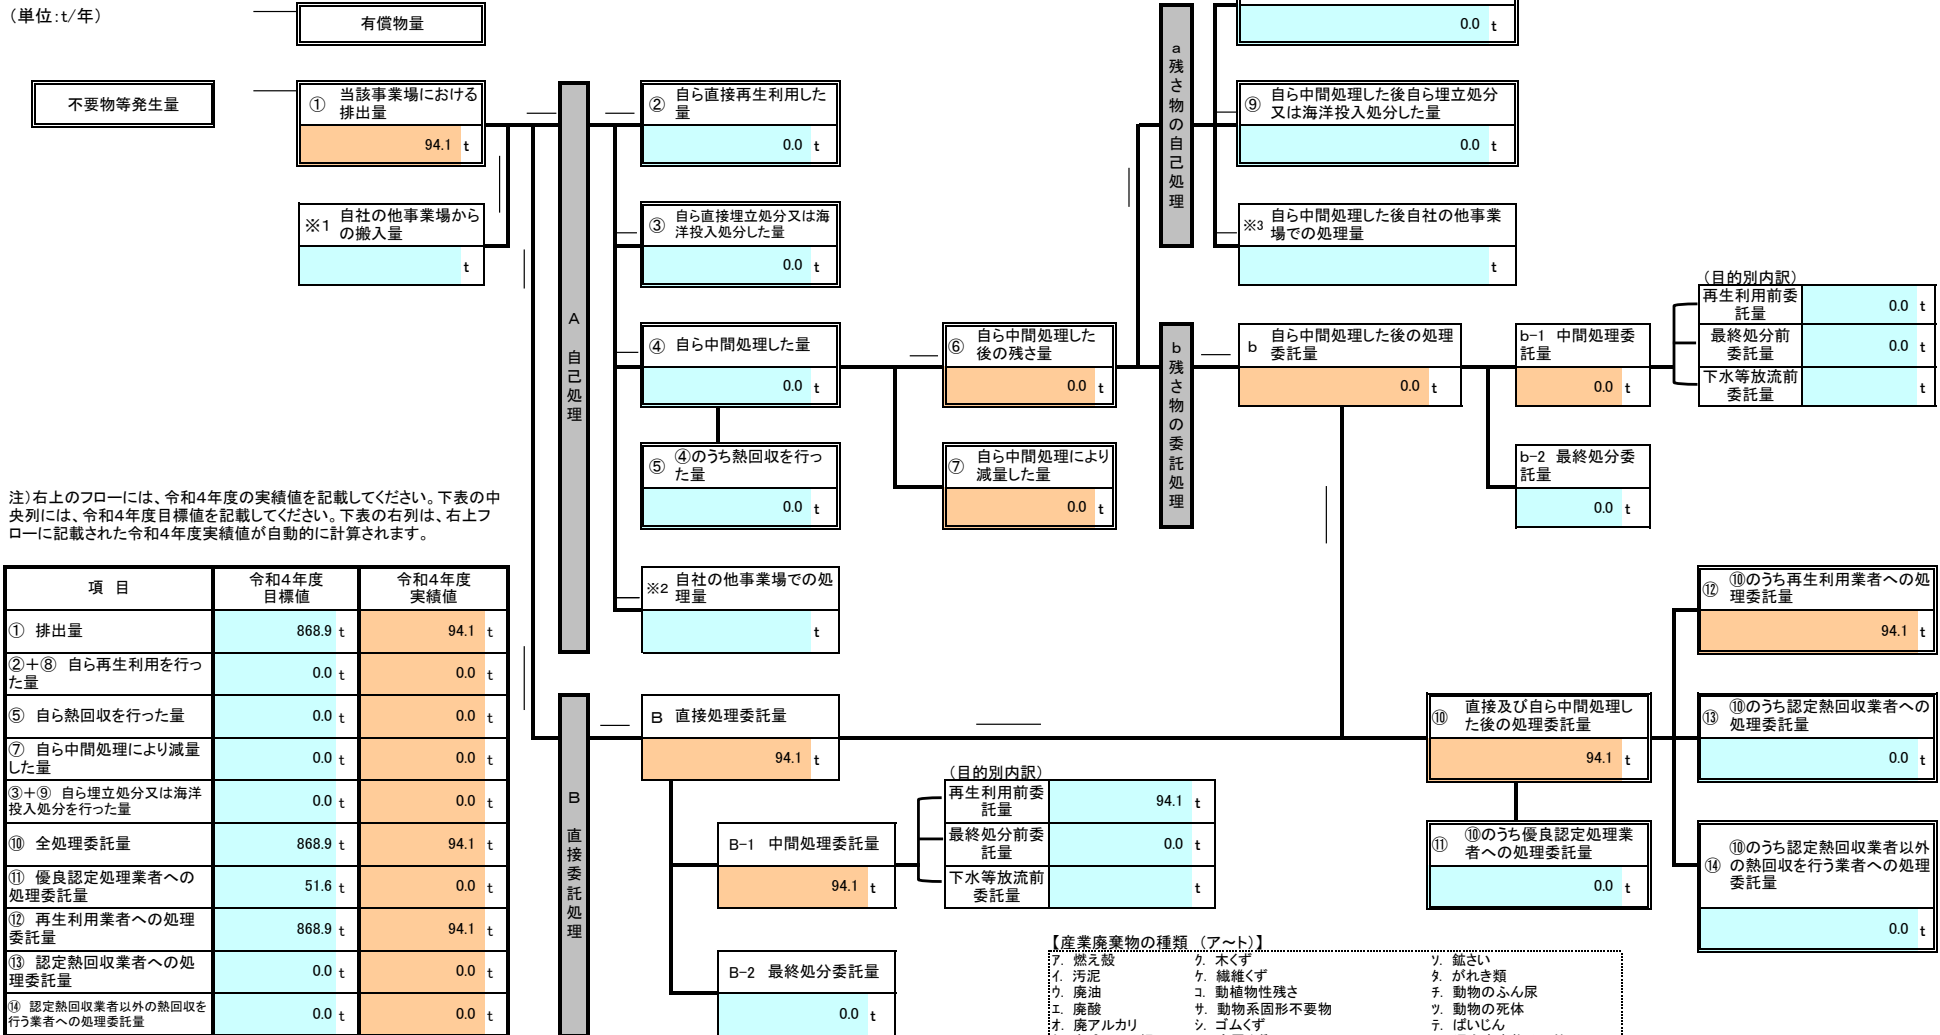 (単位:t/年)
有償物量
0.0 t
不要物等発生量
① 当該事業場における
排出量
94.1 t
② 自ら直接再生利用した
量
0.0 t
⑨ 自ら中間処理した後自ら埋立処分
又は海洋投入処分した量
0.0 t
a 残さ物の自己処理
※1 自社の他事業場から
の搬入量
t
③ 自ら直接埋立処分又は海
洋投入処分した量
0.0 t
※3 自ら中間処理した後自社の他事業
場での処理量
t
A 自己処理
④ 自ら中間処理した量
0.0 t
⑥ 自ら中間処理した
後の残さ量
0.0 t
b 残さ物の委託処理
b 自ら中間処理した後の処理
委託量
0.0 t
b-1 中間処理委
託量
0.0 t
(目的別内訳)
再生利用前委
託量
0.0 t
最終処分前
委託量
0.0 t
下水等放流前
委託量
t
⑤ ④のうち熱回収を行っ
た量
0.0 t
⑦ 自ら中間処理により
減量した量
0.0 t
b-2 最終処分委
託量
0.0 t
注)右上のフローには、令和4年度の実績値を記載してください。下表の中
央列には、令和4年度目標値を記載してください。下表の右列は、右上フ
ローに記載された令和4年度実績値が自動的に計算されます。
※2 自社の他事業場での処
理量
t
項 目 令和4年度
目標値 令和4年度
実績値
① 排出量 868.9 t 94.1 t
②+⑧ 自ら再生利用を行っ
た量 0.0 t 0.0 t
⑤ 自ら熱回収を行った量 0.0 t 0.0 t
⑦ 自ら中間処理により減量
した量 0.0 t 0.0 t
③+⑨ 自ら埋立処分又は海洋
投入処分を行った量 0.0 t 0.0 t
⑩ 全処理委託量 868.9 t 94.1 t
⑪ 優良認定処理業者への
処理委託量 51.6 t 0.0 t
⑫ 再生利用業者への処理
委託量 868.9 t 94.1 t
⑬ 認定熱回収業者への処
理委託量 0.0 t 0.0 t
⑭ 認定熱回収業者以外の熱回収を
行う業者への処理委託量 0.0 t 0.0 t
B 直接委託処理
B 直接処理委託量
94.1 t
B-1 中間処理委託量
94.1 t
(目的別内訳)
再生利用前委
託量
94.1 t
最終処分前委
託量
0.0 t
下水等放流前
委託量
t
B-2 最終処分委託量
0.0 t
⑩ 直接及び自ら中間処理し
た後の処理委託量
94.1 t
⑪ ⑩のうち優良認定処理業
者への処理委託量
0.0 t
⑫ ⑩のうち再生利用業者への処
理委託量
94.1 t
⑬ ⑩のうち認定熱回収業者への
処理委託量
0.0 t
⑭ ⑩のうち認定熱回収業者以外
の熱回収を行う業者への処理
委託量
0.0 t
【産業廃棄物の種類 (ア~ト)】
ア. 燃え殻 ク. 木くず ソ. 鉱さい
イ. 汚泥 ケ. 繊維くず タ. がれき類
ウ. 廃油 コ. 動植物性残さ チ. 動物のふん尿
エ. 廃酸 サ. 動物系固形不要物 ツ. 動物の死体
オ. 廃アルカリ シ. ゴムくず テ. ばいじん